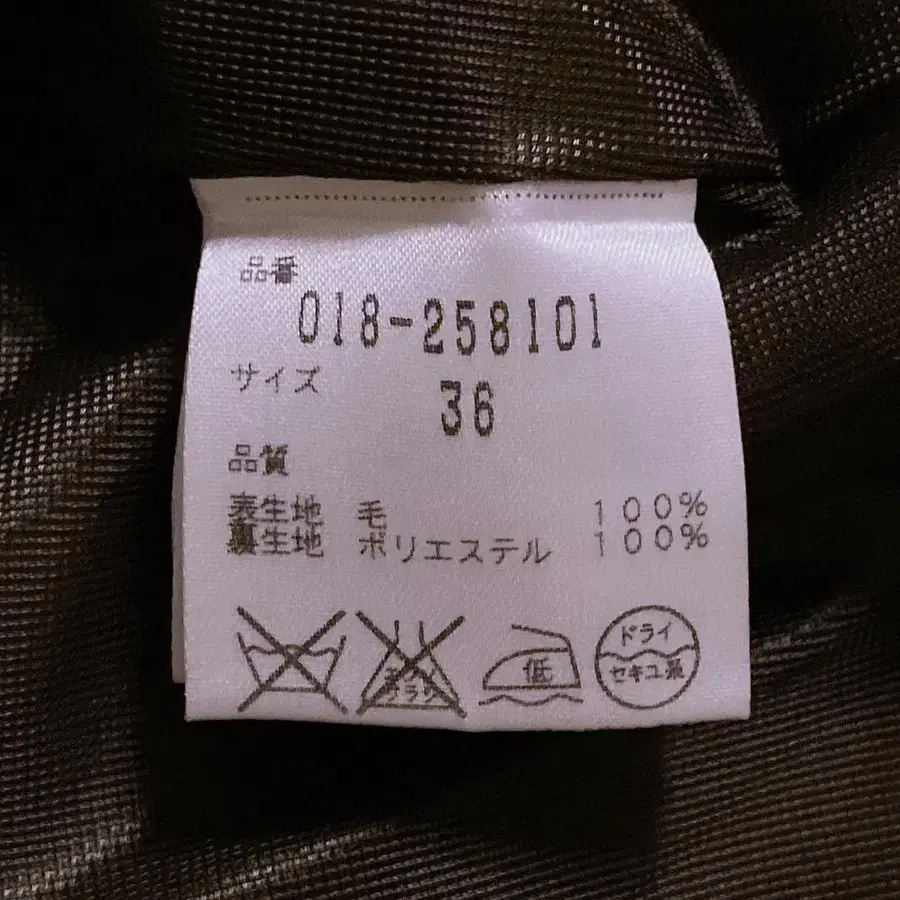 品番
018-258101
サイズ
36
品質
表生地 毛 100%
裏生地 ポリエステル 100%
低
ドライ
セキユ系